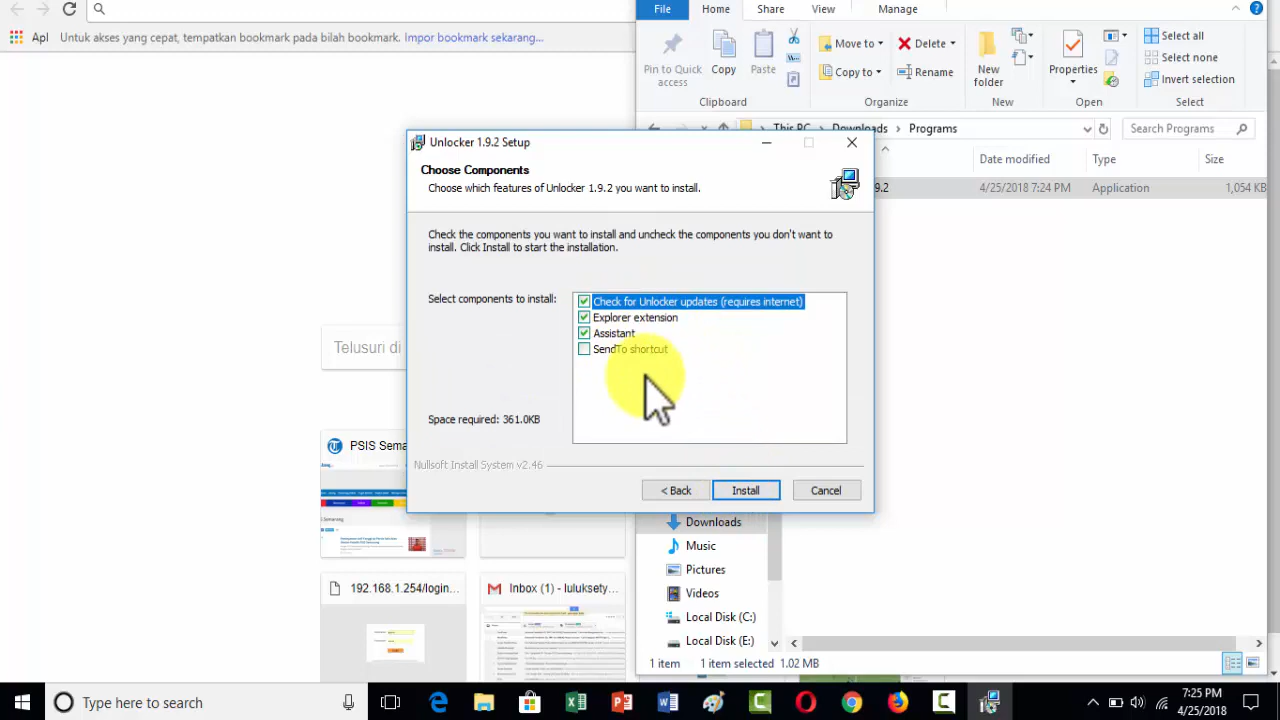 Apl
Untuk akses yang cepat, tempatkan bookmark pada bilah bookmark. Impor bookmark sekarang...
File
Home
Share
View
Manage
Pin to Quick access
Copy
Paste
Move to
Copy to
Delete
Rename
New folder
Properties
Select all
Select none
Invert selection
Clipboard
Organize
New
Open
Select
This PC
Downloads
Programs
Search Programs
Date modified
Type
Size
9.2
4/25/2018 7:24 PM
Application
1,054 KB
Unlocker 1.9.2 Setup
Choose Components
Choose which features of Unlocker 1.9.2 you want to install.
Check the components you want to install and uncheck the components you don't want to
install. Click Install to start the installation.
Select components to install:
Check for Unlocker updates (requires internet)
Explorer extension
Assistant
SendTo shortcut
Space required: 361.0KB
Nullsoft Install System v2.46
< Back
Install
Cancel
Telusuri di
PSIS Sema
192.168.1.254/login...
Inbox (1) - luluksety...
Downloads
Music
Pictures
Videos
Local Disk (C:)
Local Disk (E:)
1 item
1 item selected
1.02 MB
Type here to search
7:25 PM
4/25/2018